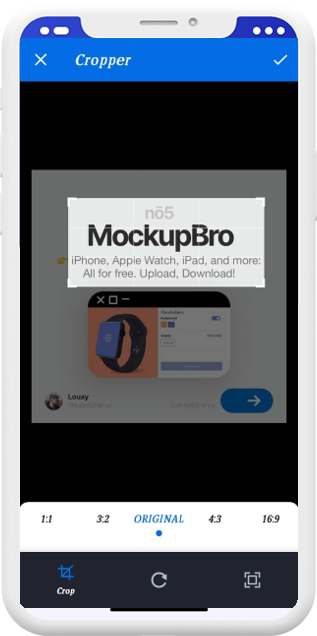 Cropper
nō5
MockupBro
iPhone, Apple Watch, iPad, and more:
All for free. Upload, Download!
Louay
1:1 3:2 ORIGINAL 4:3 16:9
Crop